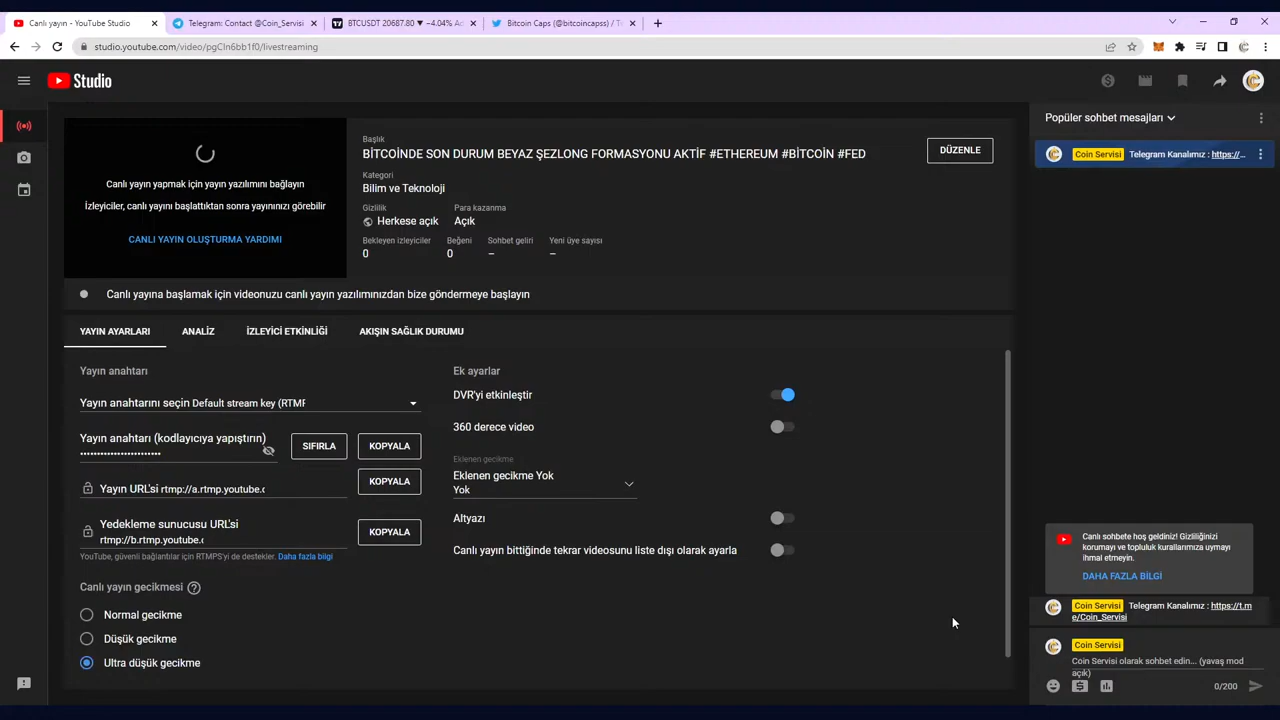 Canlı yayın - YouTube Studio
Telegram: Contact @Coin_Servisi
BTCUSDT 20687.80 ▼ −4.04%
Bitcoin Caps (@bitcoincapss) / T
studio.youtube.com/video/pgCln6bb1f0/livestreaming
Studio
Canlı yayın yapmak için yayın yazılımını bağlayın
İzleyiciler, canlı yayını başlattıktan sonra yayınınızı görebilir
CANLI YAYIN OLUŞTURMA YARDIMI
Başlık
BİTCOİNDE SON DURUM BEYAZ ŞEZLONG FORMASYONU AKTİF #ETHEREUM #BİTCOİN #FED
DÜZENLE
Kategori
Bilim ve Teknoloji
Gizlilik
Para kazanma
Herkese açık
Açık
Bekleyen izleyiciler
Beğeni
Sohbet geliri
Yeni üye sayısı
0
0
–
–
Canlı yayına başlamak için videonuzu canlı yayın yazılımınızdan bize göndermeye başlayın
YAYIN AYARLARI
ANALİZ
İZLEYİCİ ETKİNLİĞİ
AKIŞIN SAĞLIK DURUMU
Yayın anahtarı
Yayın anahtarını seçin Default stream key (RTMP
Yayın anahtarı (kodlayıcıya yapıştırın)
••••••••••••••••••••••••
SIFIRLA
KOPYALA
Yayın URL'si rtmp://a.rtmp.youtube.c
KOPYALA
Yedekleme sunucusu URL'si
rtmp://b.rtmp.youtube.c
KOPYALA
YouTube, güvenli bağlantılar için RTMPS'yi de destekler. Daha fazla bilgi
Canlı yayın gecikmesi
Normal gecikme
Düşük gecikme
Ultra düşük gecikme
Ek ayarlar
DVR'yi etkinleştir
360 derece video
Eklenen gecikme
Eklenen gecikme Yok
Yok
Altyazı
Canlı yayın bittiğinde tekrar videosunu liste dışı olarak ayarla
Popüler sohbet mesajları
Coin Servisi Telegram Kanalımız : https://...
Canlı sohbete hoş geldiniz! Gizliliğinizi
korumayı ve topluluk kurallarımıza uymayı
ihmal etmeyin.
DAHA FAZLA BİLGİ
Coin Servisi Telegram Kanalımız : https://t.m
e/Coin_Servisi
Coin Servisi
Coin Servisi olarak sohbet edin... (yavaş mod
açık)
0/200